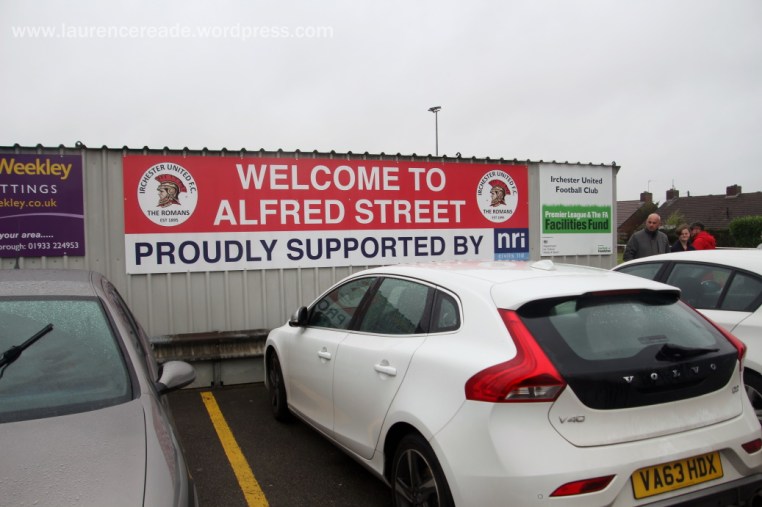 www.laurencereade.wordpress.com
Weekley
TTINGS
ekley.co.uk
your area.....
orough: 01933 224953
IRCHESTER UNITED F.C.
THE ROMANS
WELCOME TO
ALFRED STREET
IRCHESTER UNITED F.C.
THE ROMANS
PROUDLY SUPPORTED BY
nri
Irchester United
Football Club
Premier League & The FA
Facilities Fund
VOLVO
V40
VA63 HDX